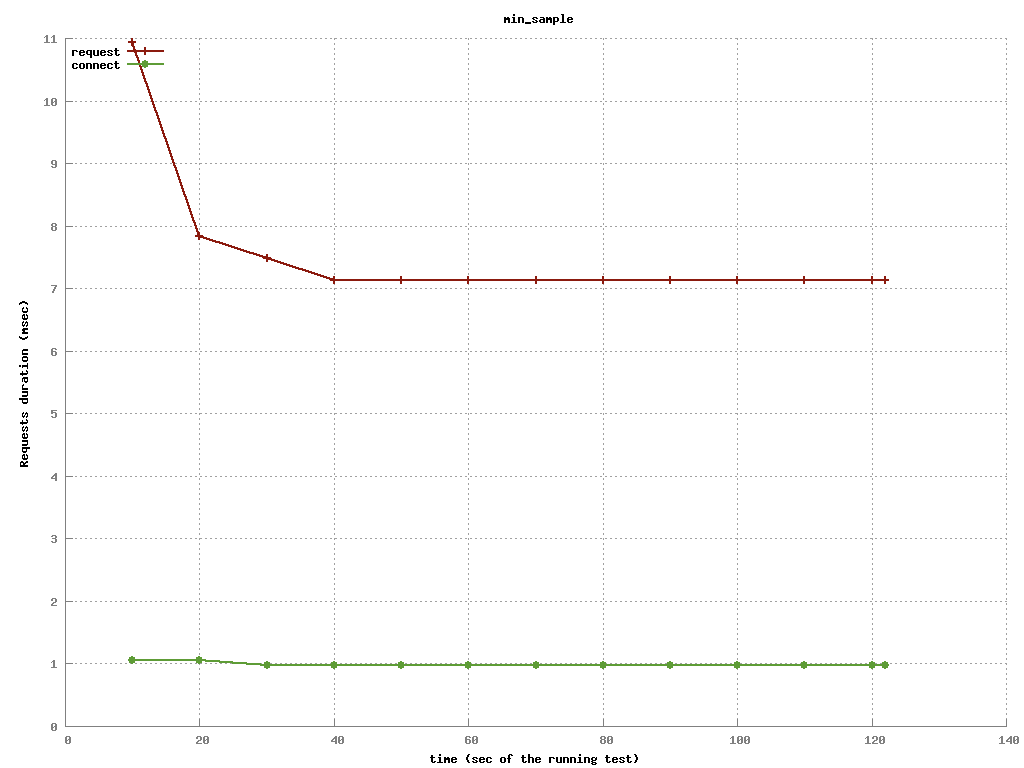 min_sample
request
connect
11
10
9
8
7
6
5
4
3
2
1
0
Requests duration (msec)
0 20 40 60 80 100 120 140
time (sec of the running test)